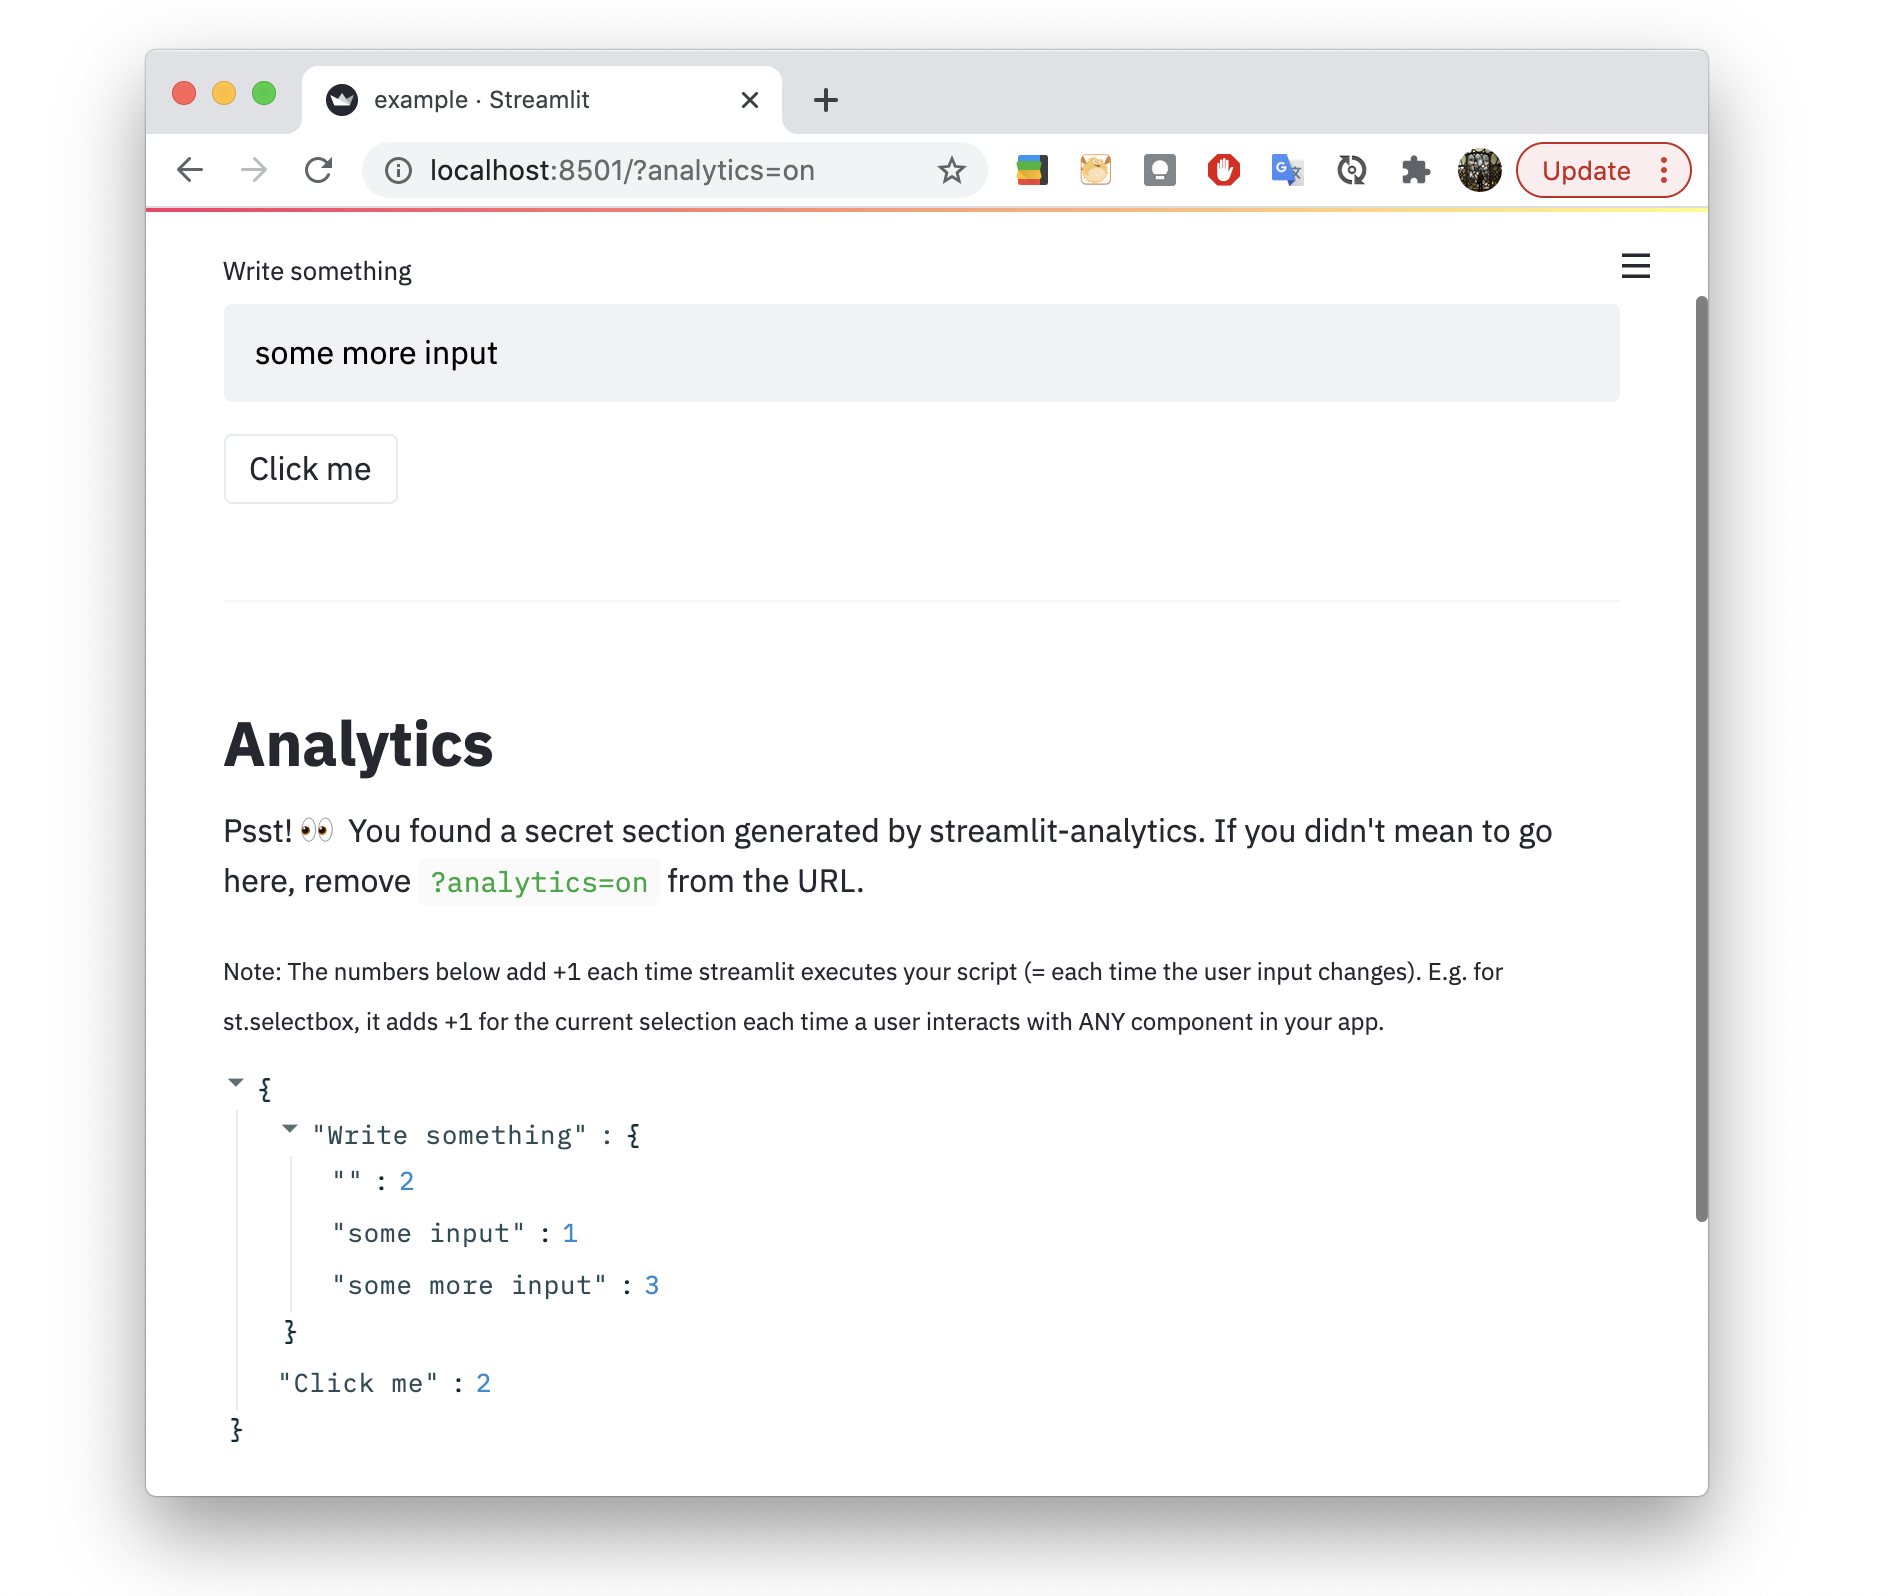 example · Streamlit
localhost:8501/?analytics=on
Update
Write something
some more input
Click me
Analytics
Psst! 👀 You found a secret section generated by streamlit-analytics. If you didn't mean to go
here, remove ?analytics=on from the URL.
Note: The numbers below add +1 each time streamlit executes your script (= each time the user input changes). E.g. for
st.selectbox, it adds +1 for the current selection each time a user interacts with ANY component in your app.
{
"Write something" : {
"" : 2
"some input" : 1
"some more input" : 3
}
"Click me" : 2
}